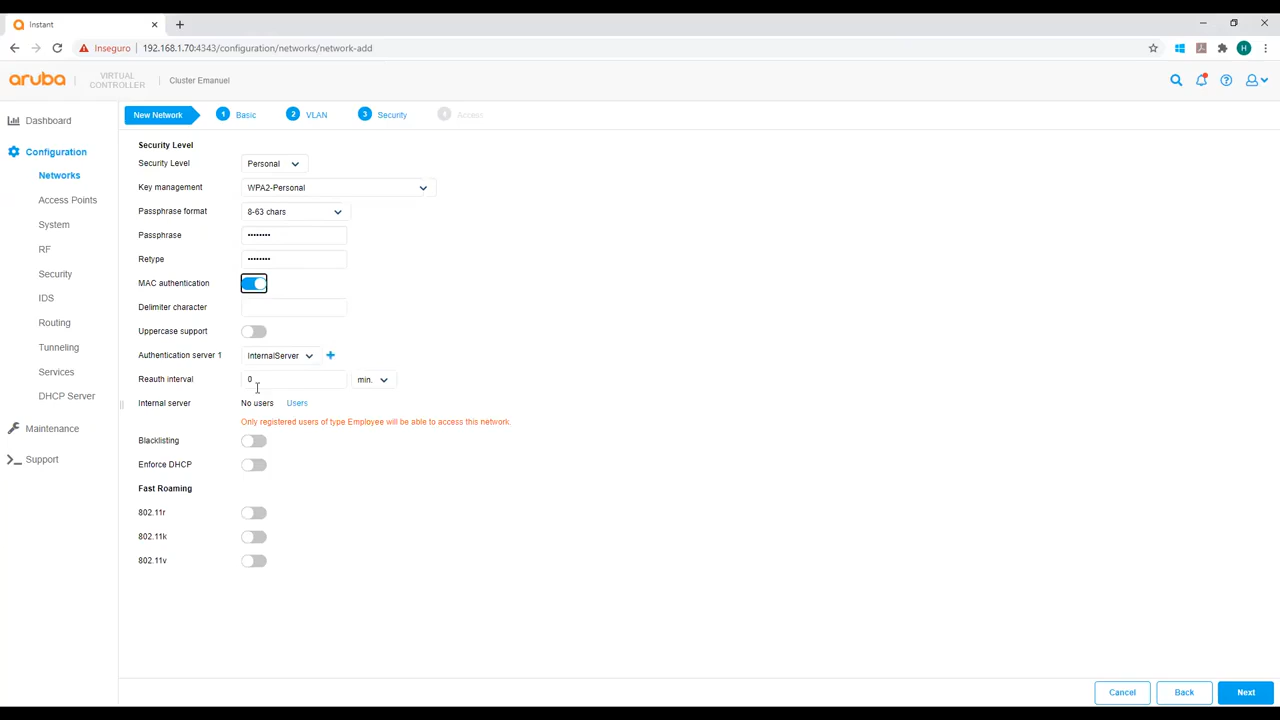 Instant
Inseguro 192.168.1.70:4343/configuration/networks/network-add
H
aruba VIRTUAL CONTROLLER Cluster Emanuel
Dashboard
Configuration
Networks
Access Points
System
RF
Security
IDS
Routing
Tunneling
Services
DHCP Server
Maintenance
Support
New Network 1 Basic 2 VLAN 3 Security 4 Access
Security Level
Security Level Personal
Key management WPA2-Personal
Passphrase format 8-63 chars
Passphrase ••••••••
Retype ••••••••
MAC authentication
Delimiter character
Uppercase support
Authentication server 1 InternalServer
Reauth interval 0 min.
Internal server No users Users
Only registered users of type Employee will be able to access this network.
Blacklisting
Enforce DHCP
Fast Roaming
802.11r
802.11k
802.11v
Cancel Back Next